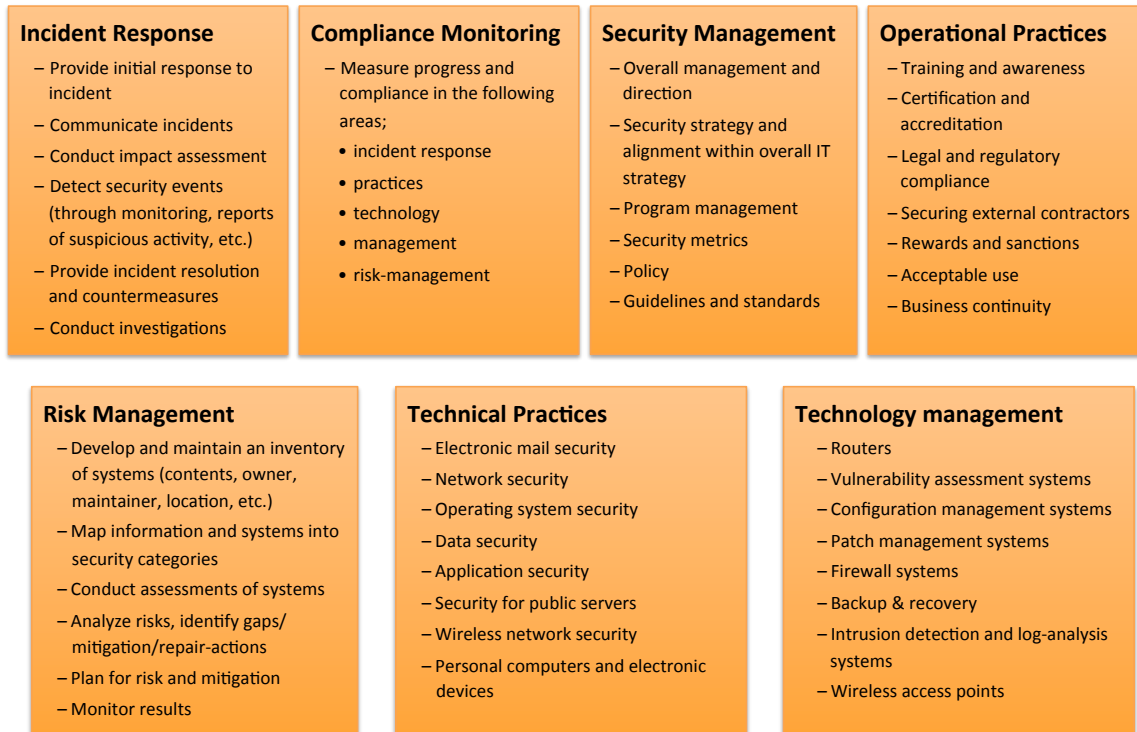 Incident Response
– Provide initial response to
incident
– Communicate incidents
– Conduct impact assessment
– Detect security events
(through monitoring, reports
of suspicious activity, etc.)
– Provide incident resolution
and countermeasures
– Conduct investigations
Compliance Monitoring
– Measure progress and
compliance in the following
areas;
• incident response
• practices
• technology
• management
• risk-management
Security Management
– Overall management and
direction
– Security strategy and
alignment within overall IT
strategy
– Program management
– Security metrics
– Policy
– Guidelines and standards
Operational Practices
– Training and awareness
– Certification and
accreditation
– Legal and regulatory
compliance
– Securing external contractors
– Rewards and sanctions
– Acceptable use
– Business continuity
Risk Management
– Develop and maintain an inventory
of systems (contents, owner,
maintainer, location, etc.)
– Map information and systems into
security categories
– Conduct assessments of systems
– Analyze risks, identify gaps/
mitigation/repair-actions
– Plan for risk and mitigation
– Monitor results
Technical Practices
– Electronic mail security
– Network security
– Operating system security
– Data security
– Application security
– Security for public servers
– Wireless network security
– Personal computers and electronic
devices
Technology management
– Routers
– Vulnerability assessment systems
– Configuration management systems
– Patch management systems
– Firewall systems
– Backup & recovery
– Intrusion detection and log-analysis
systems
– Wireless access points